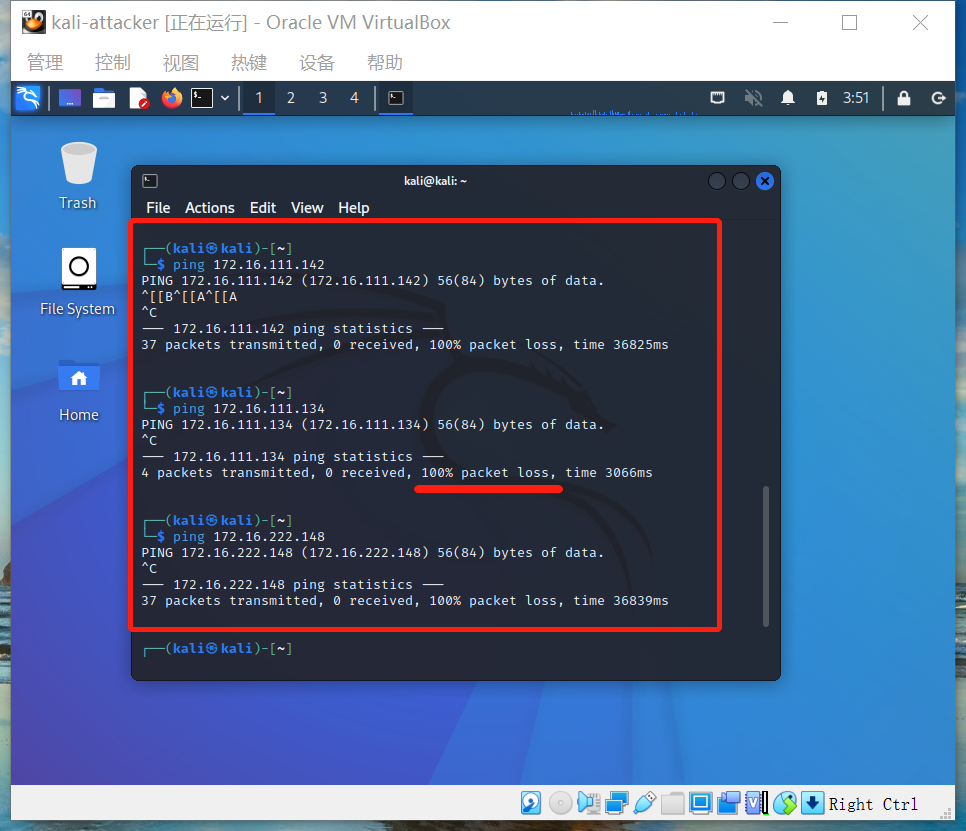 kali-attacker [正在运行] - Oracle VM VirtualBox
管理 控制 视图 热键 设备 帮助
1 2 3 4 3:51
Trash
File System
Home
kali@kali: ~
File Actions Edit View Help
┌──(kali㉿kali)-[~]
└─$ ping 172.16.111.142
PING 172.16.111.142 (172.16.111.142) 56(84) bytes of data.
^[[B^[[A^[[A
^C
--- 172.16.111.142 ping statistics ---
37 packets transmitted, 0 received, 100% packet loss, time 36825ms
┌──(kali㉿kali)-[~]
└─$ ping 172.16.111.134
PING 172.16.111.134 (172.16.111.134) 56(84) bytes of data.
^C
--- 172.16.111.134 ping statistics ---
4 packets transmitted, 0 received, 100% packet loss, time 3066ms
┌──(kali㉿kali)-[~]
└─$ ping 172.16.222.148
PING 172.16.222.148 (172.16.222.148) 56(84) bytes of data.
^C
--- 172.16.222.148 ping statistics ---
37 packets transmitted, 0 received, 100% packet loss, time 36839ms
┌──(kali㉿kali)-[~]
Right Ctrl